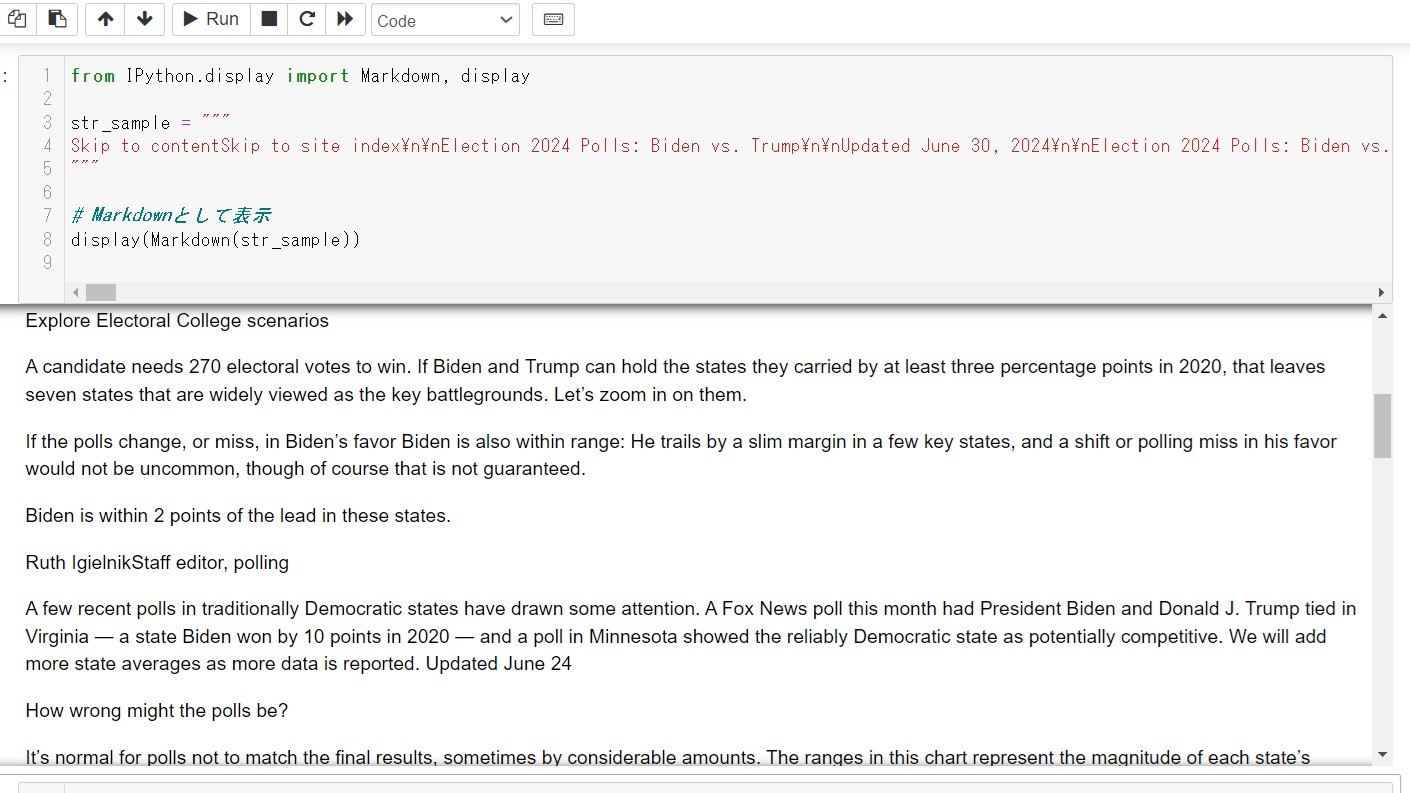 Run
Code
:
1 from IPython.display import Markdown, display
2
3 str_sample = """
4 Skip to contentSkip to site index¥n¥nElection 2024 Polls: Biden vs. Trump¥n¥nUpdated June 30, 2024¥n¥nElection 2024 Polls: Biden vs.
5 """
6
7 # Markdownとして表示
8 display(Markdown(str_sample))
9
Explore Electoral College scenarios
A candidate needs 270 electoral votes to win. If Biden and Trump can hold the states they carried by at least three percentage points in 2020, that leaves
seven states that are widely viewed as the key battlegrounds. Let’s zoom in on them.
If the polls change, or miss, in Biden’s favor Biden is also within range: He trails by a slim margin in a few key states, and a shift or polling miss in his favor
would not be uncommon, though of course that is not guaranteed.
Biden is within 2 points of the lead in these states.
Ruth IgielnikStaff editor, polling
A few recent polls in traditionally Democratic states have drawn some attention. A Fox News poll this month had President Biden and Donald J. Trump tied in
Virginia — a state Biden won by 10 points in 2020 — and a poll in Minnesota showed the reliably Democratic state as potentially competitive. We will add
more state averages as more data is reported. Updated June 24
How wrong might the polls be?
It’s normal for polls not to match the final results, sometimes by considerable amounts. The ranges in this chart represent the magnitude of each state’s